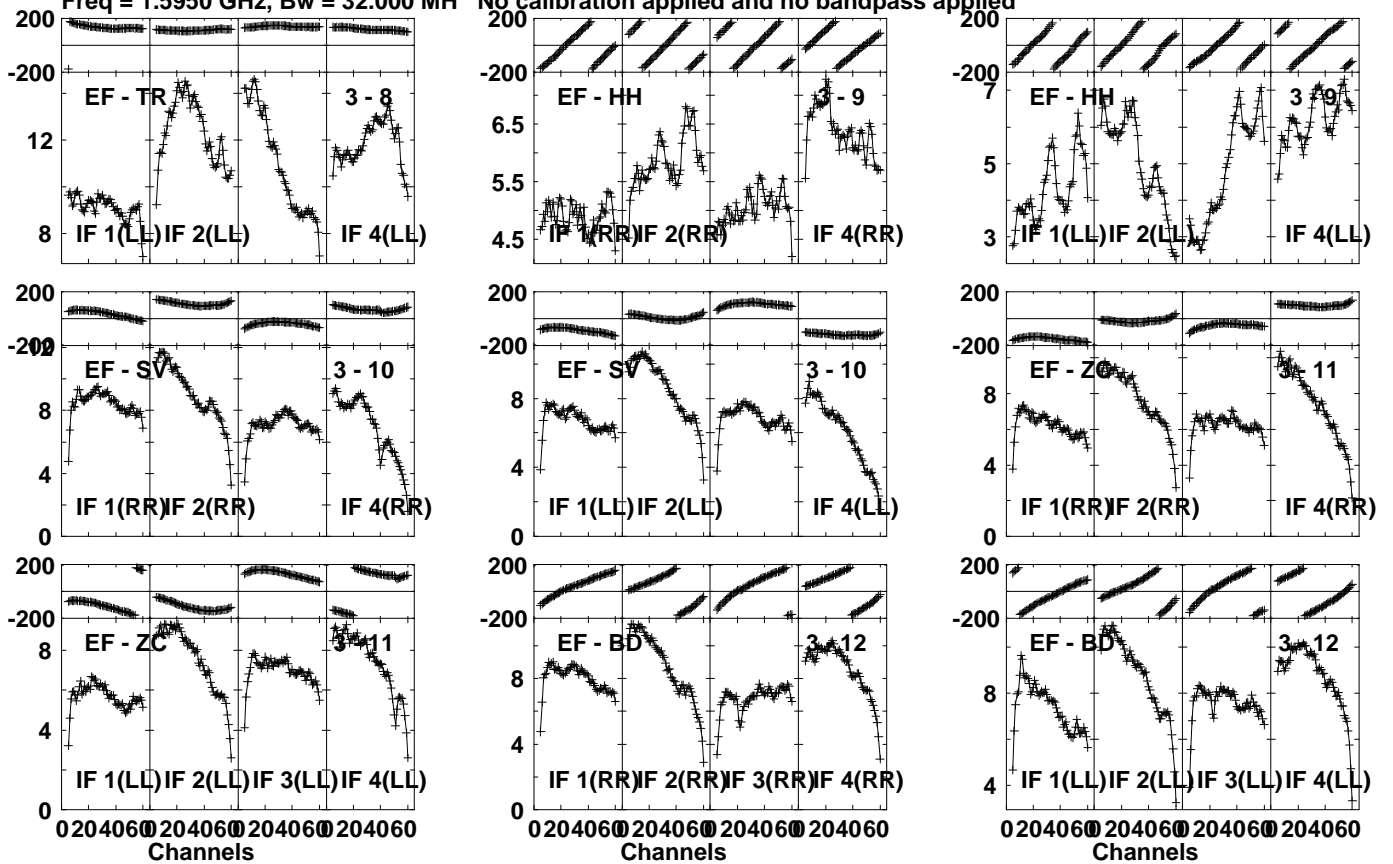 Freq = 1.5950 GHz, Bw = 32.000 MH No calibration applied and no bandpass applied
200 200 200
-200 -200 -200
EF - TR 3 - 8 EF - HH 3 - 9 EF - HH 3 - 9
12 6.5 7
5.5 5
8 4.5 3
IF 1(LL) IF 2(LL) IF 4(LL) IF 1(RR) IF 2(RR) IF 4(RR) IF 1(LL) IF 2(LL) IF 4(LL)
200 200 200
-200 -200 -200
12
EF - SV 3 - 10 EF - SV 3 - 10 EF - ZC 3 - 11
8 8 8
4 4 4
IF 1(RR) IF 2(RR) IF 4(RR) IF 1(LL) IF 2(LL) IF 4(LL) IF 1(RR) IF 2(RR) IF 4(RR)
0 0 0
200 200 200
-200 -200 -200
EF - ZC 3 - 11 EF - BD 3 - 12 EF - BD 3 - 12
8 8 8
4 4 4
IF 1(LL) IF 2(LL) IF 3(LL) IF 4(LL) IF 1(RR) IF 2(RR) IF 3(RR) IF 4(RR) IF 1(LL) IF 2(LL) IF 3(LL) IF 4(LL)
0 0
0 20 40 60 0 20 40 60 0 20 40 60 0 20 40 60 0 20 40 60 0 20 40 60 0 20 40 60 0 20 40 60 0 20 40 60 0 20 40 60 0 20 40 60 0 20 40 60
Channels Channels Channels